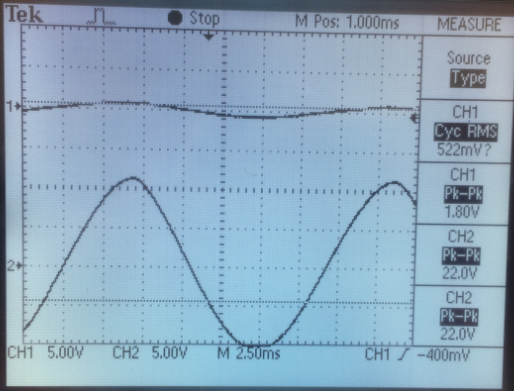 Tek Stop M Pos: 1.000ms MEASURE
Source
Type
1
CH1
Cyc RMS
522mV?
CH1
Pk-Pk
1.80V
CH2
Pk-Pk
22.0V
2
CH2
Pk-Pk
22.0V
CH1 5.00V CH2 5.00V M 2.50ms CH1 -400mV